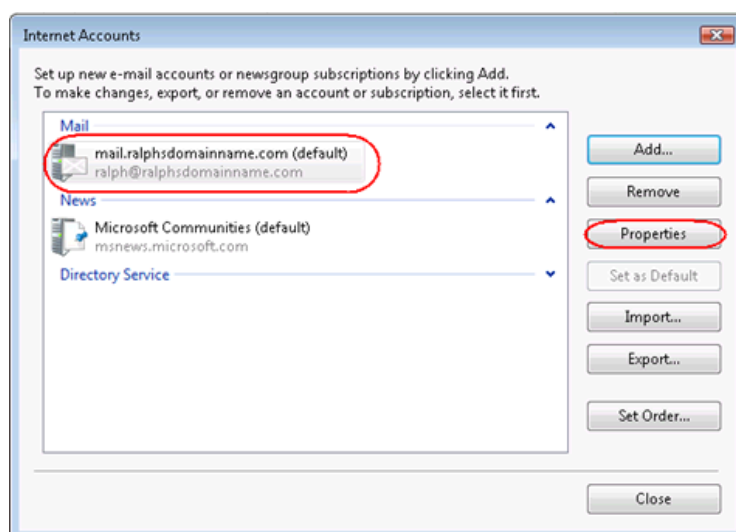 Internet Accounts
Set up new e-mail accounts or newsgroup subscriptions by clicking Add.
To make changes, export, or remove an account or subscription, select it first.
Mail
mail.ralphsdomainname.com (default)
ralph@ralphsdomainname.com
News
Microsoft Communities (default)
msnews.microsoft.com
Directory Service
Add...
Remove
Properties
Set as Default
Import...
Export...
Set Order...
Close